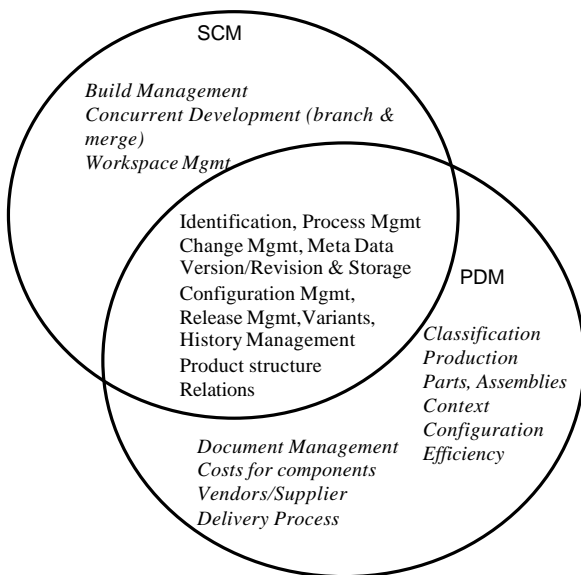 SCM
Build Management
Concurrent Development (branch &
merge)
Workspace Mgmt
Identification, Process Mgmt
Change Mgmt, Meta Data
Version/Revision & Storage
Configuration Mgmt,
Release Mgmt,Variants,
History Management
Product structure
Relations
PDM
Classification
Production
Parts, Assemblies
Context
Configuration
Efficiency
Document Management
Costs for components
Vendors/Supplier
Delivery Process